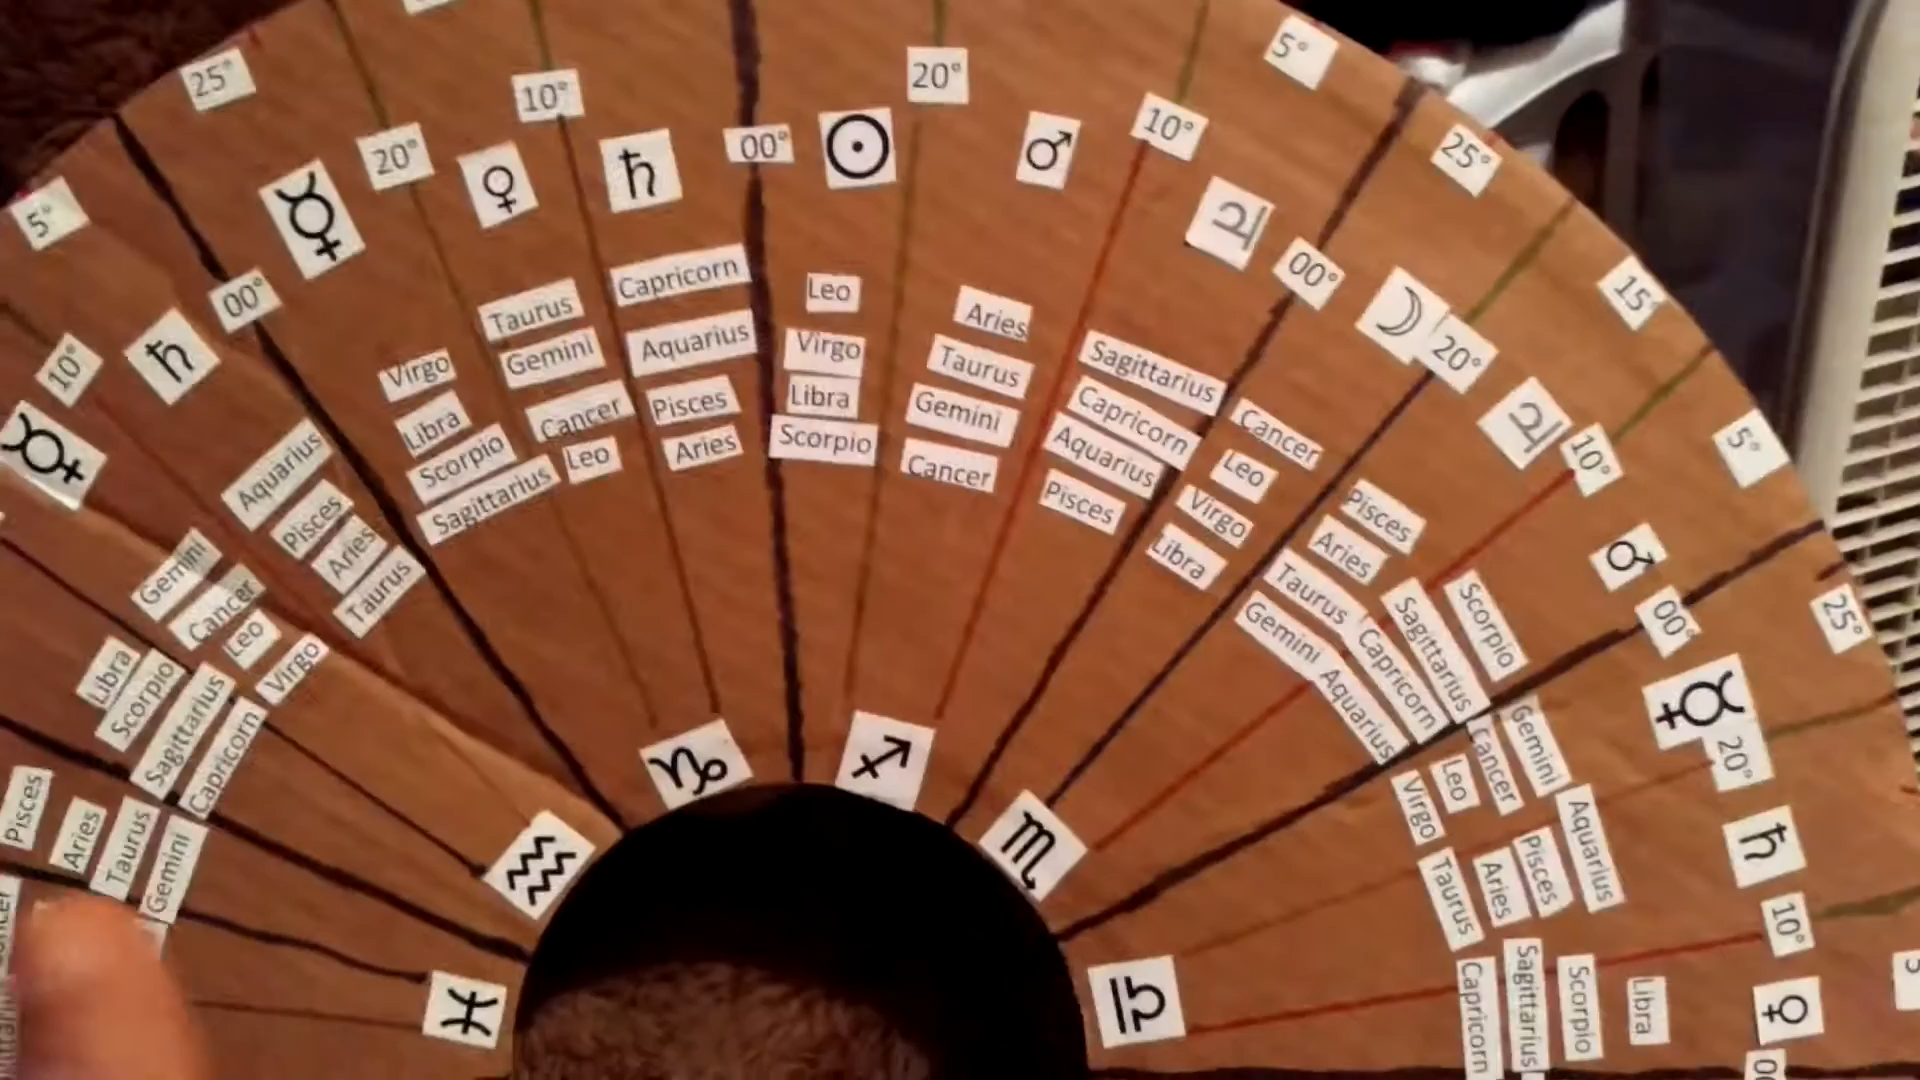 25°
10°
20°
5°
20°
00°
10°
25°
5°
00°
00°
15°
10°
20°
10°
5°
00°
25°
20°
10°
Capricorn
Aquarius
Pisces
Aries
Taurus
Gemini
Cancer
Leo
Virgo
Libra
Scorpio
Sagittarius
Leo
Virgo
Libra
Scorpio
Aries
Taurus
Gemini
Cancer
Sagittarius
Capricorn
Aquarius
Pisces
Cancer
Leo
Virgo
Libra
Pisces
Aries
Taurus
Gemini
Scorpio
Sagittarius
Capricorn
Aquarius
Gemini
Cancer
Leo
Virgo
Aquarius
Pisces
Aries
Taurus
Libra
Scorpio
Sagittarius
Capricorn
Aquarius
Pisces
Aries
Taurus
Gemini
Cancer
Leo
Virgo
Libra
Scorpio
Sagittarius
Capricorn
Pisces
Aries
Taurus
Gemini